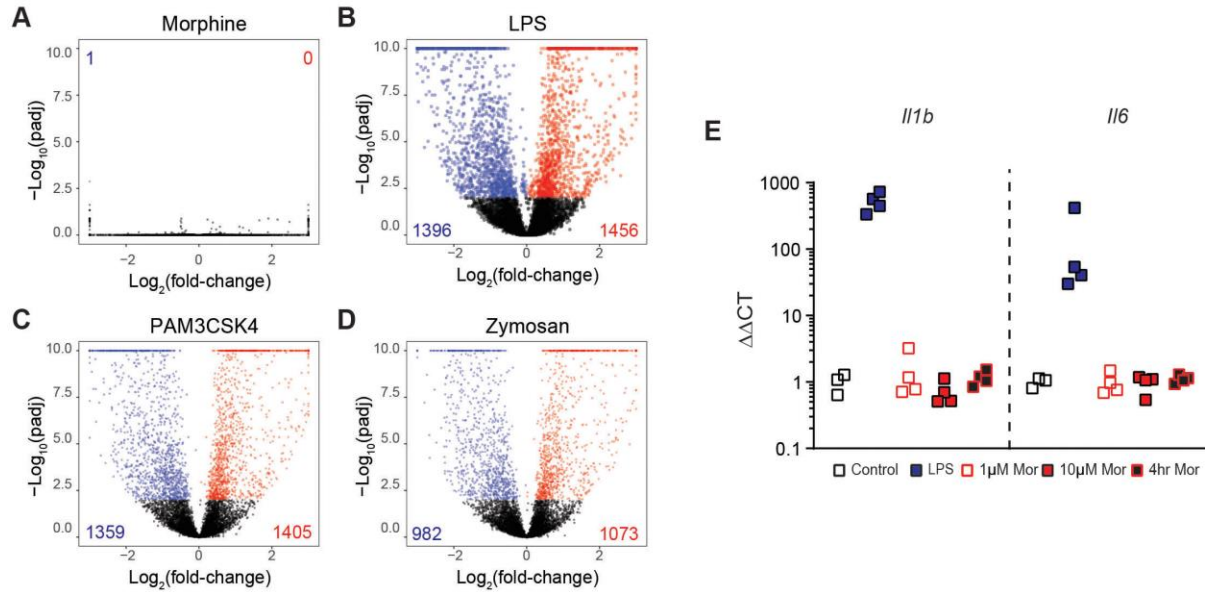 A
Morphine
1
0
10.0
7.5
5.0
2.5
0.0
−Log10(padj)
−2
0
2
Log2(fold-change)
B
LPS
10.0
7.5
5.0
2.5
0.0
−Log10(padj)
1396
1456
−2
0
2
Log2(fold-change)
C
PAM3CSK4
10.0
7.5
5.0
2.5
0.0
−Log10(padj)
1359
1405
−2
0
2
Log2(fold-change)
D
Zymosan
10.0
7.5
5.0
2.5
0.0
−Log10(padj)
982
1073
−2
0
2
Log2(fold-change)
E
Il1b
Il6
1000
100
10
1
0.1
ΔΔCT
Control LPS 1µM Mor 10µM Mor 4hr Mor